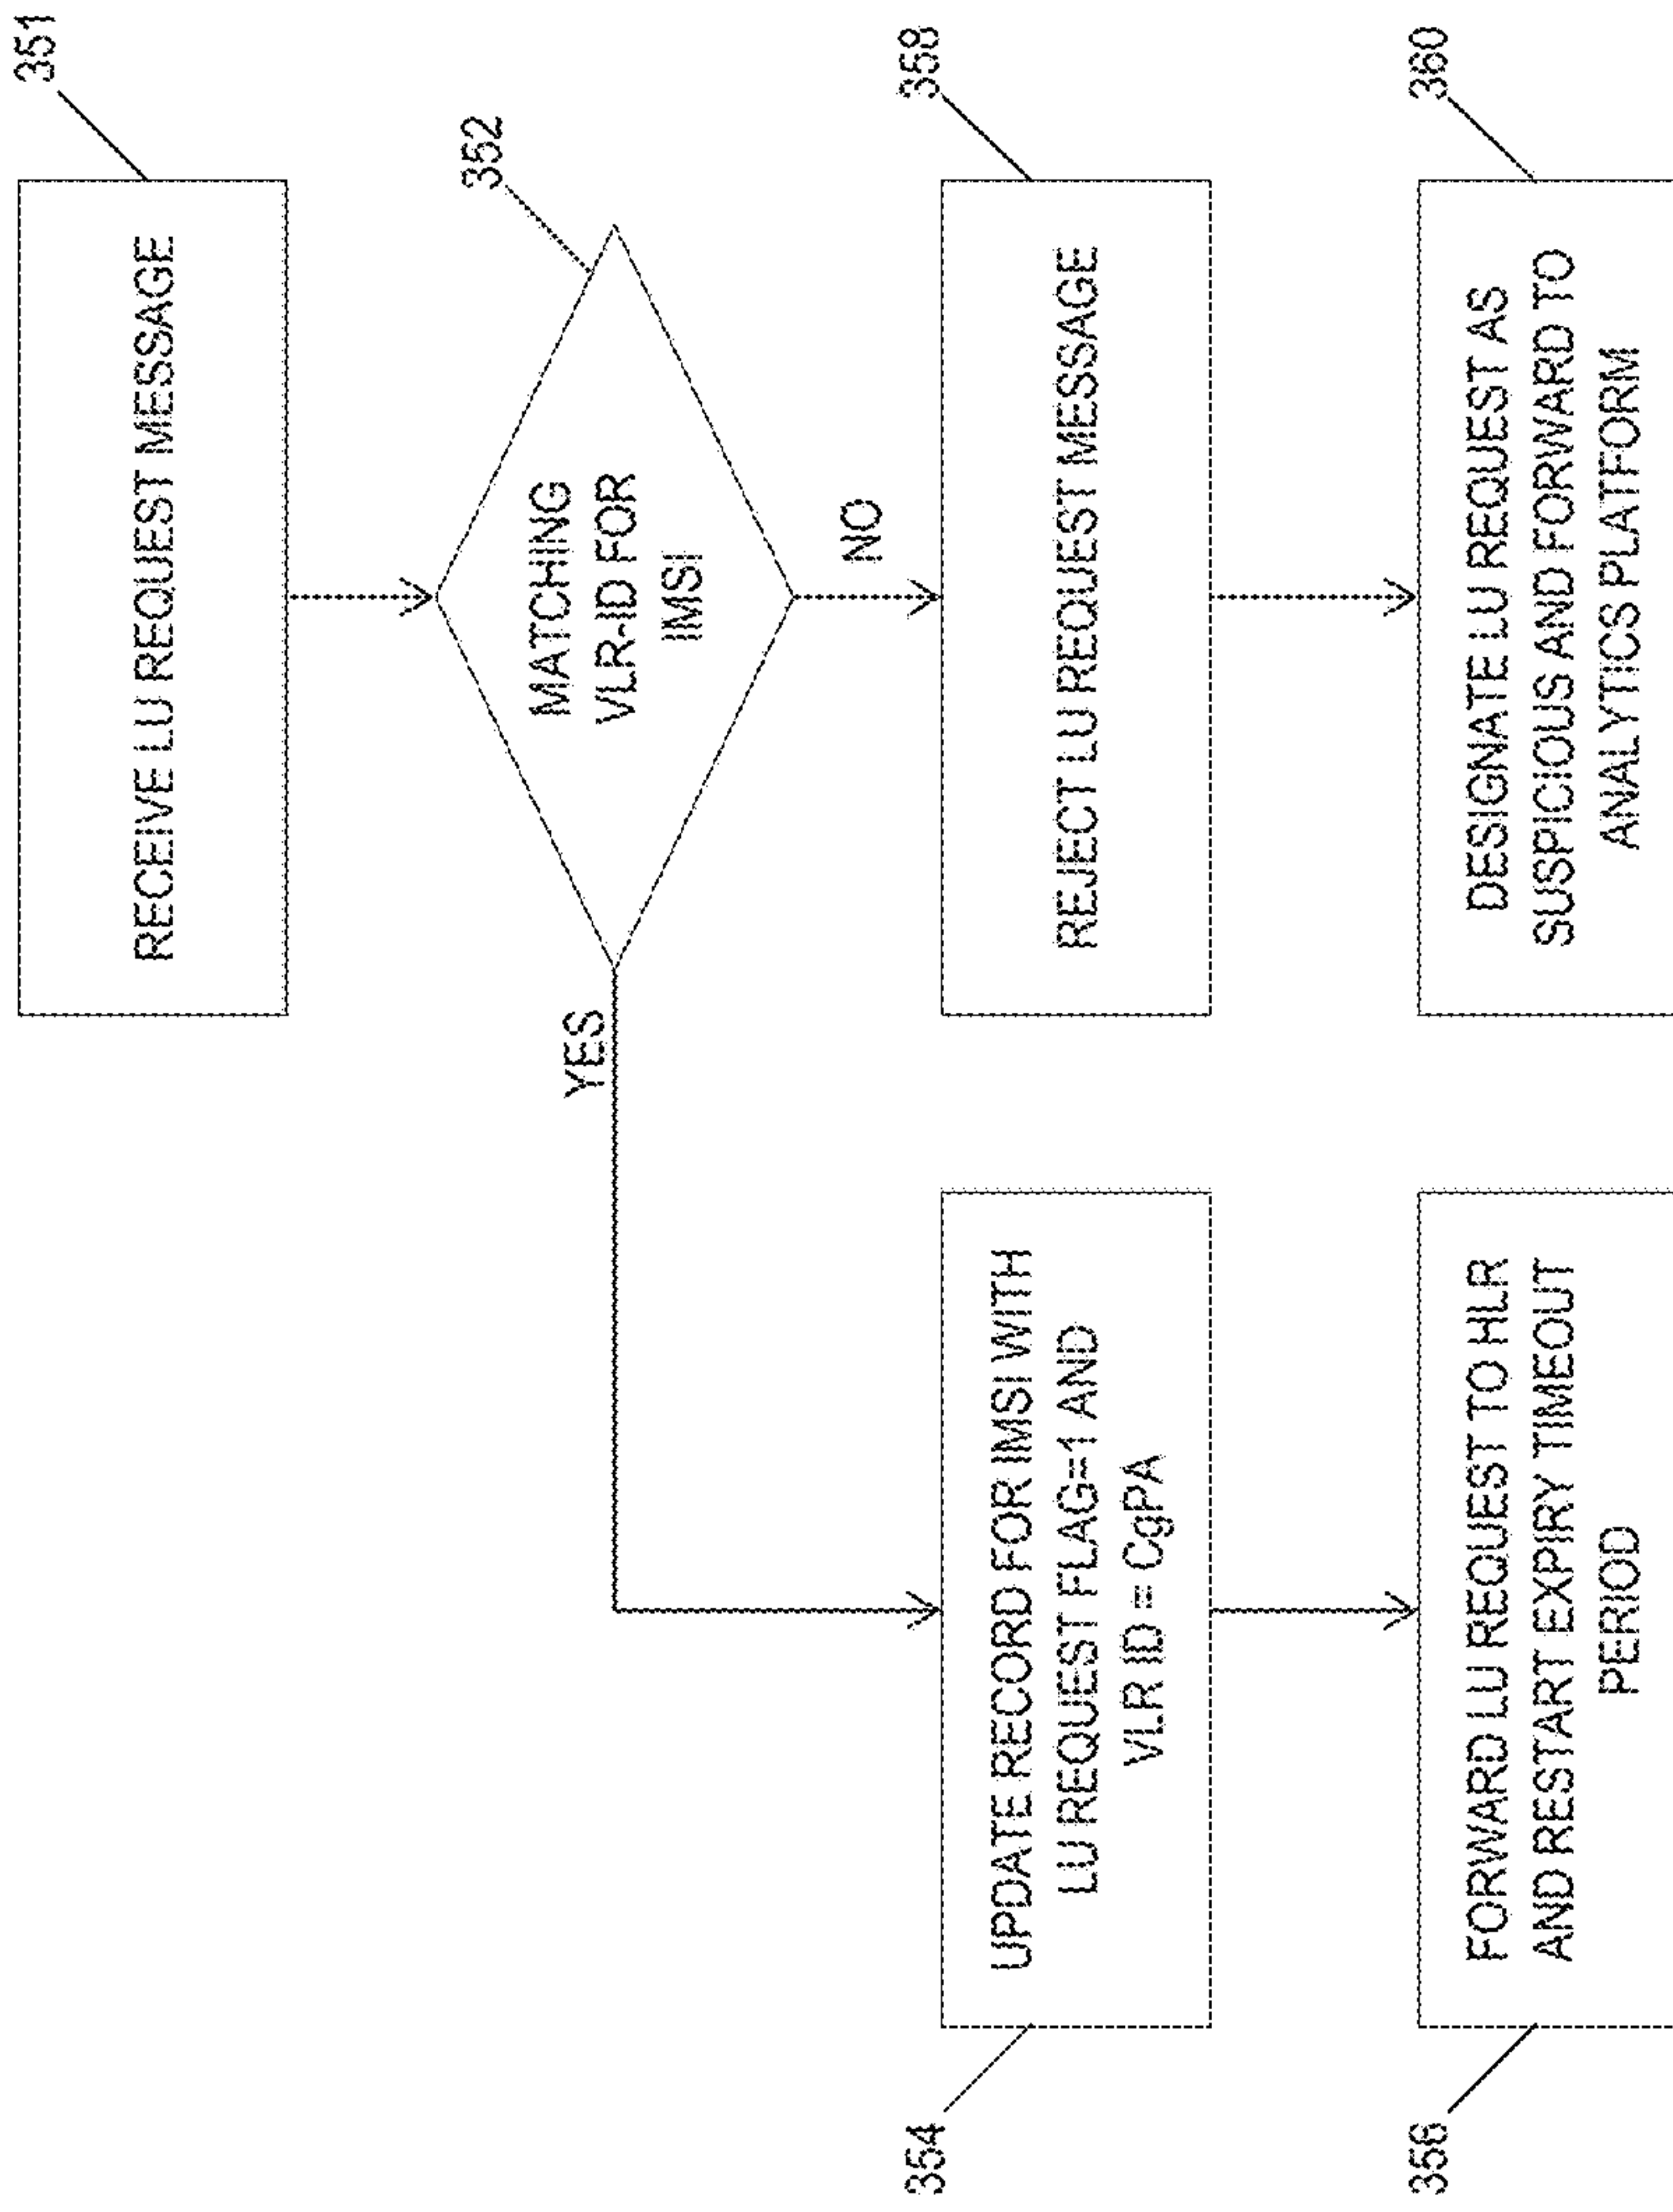 351
RECEIVE LU REQUEST MESSAGE
352
MATCHING
VLR-ID FOR
IMSI
YES
NO
354
UPDATE RECORD FOR IMSI WITH
LU REQUEST FLAG=1 AND
VLR ID = CgPA
358
REJECT LU REQUEST MESSAGE
356
FORWARD LU REQUEST TO HLR
AND RESTART EXPIRY TIMEOUT
PERIOD
360
DESIGNATE LU REQUEST AS
SUSPICIOUS AND FORWARD TO
ANALYTICS PLATFORM